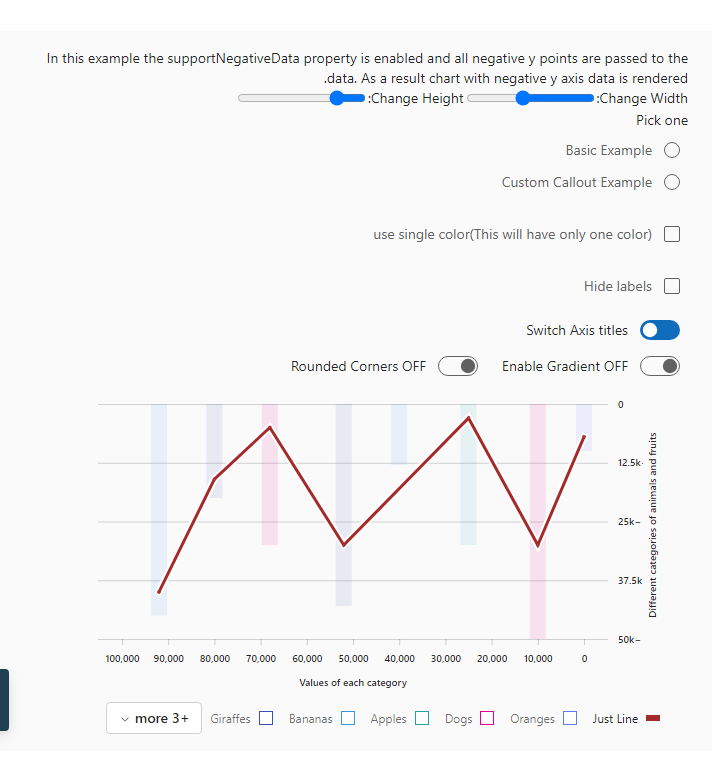 In this example the supportNegativeData property is enabled and all negative y points are passed to the
.data. As a result chart with negative y axis data is rendered
:Change Height :Change Width
Pick one
Basic Example
Custom Callout Example
use single color(This will have only one color)
Hide labels
Switch Axis titles
Rounded Corners OFF Enable Gradient OFF
0
12.5k-
25k−
37.5k
50k−
Different categories of animals and fruits
100,000 90,000 80,000 70,000 60,000 50,000 40,000 30,000 20,000 10,000 0
Values of each category
more 3+ Giraffes Bananas Apples Dogs Oranges Just Line